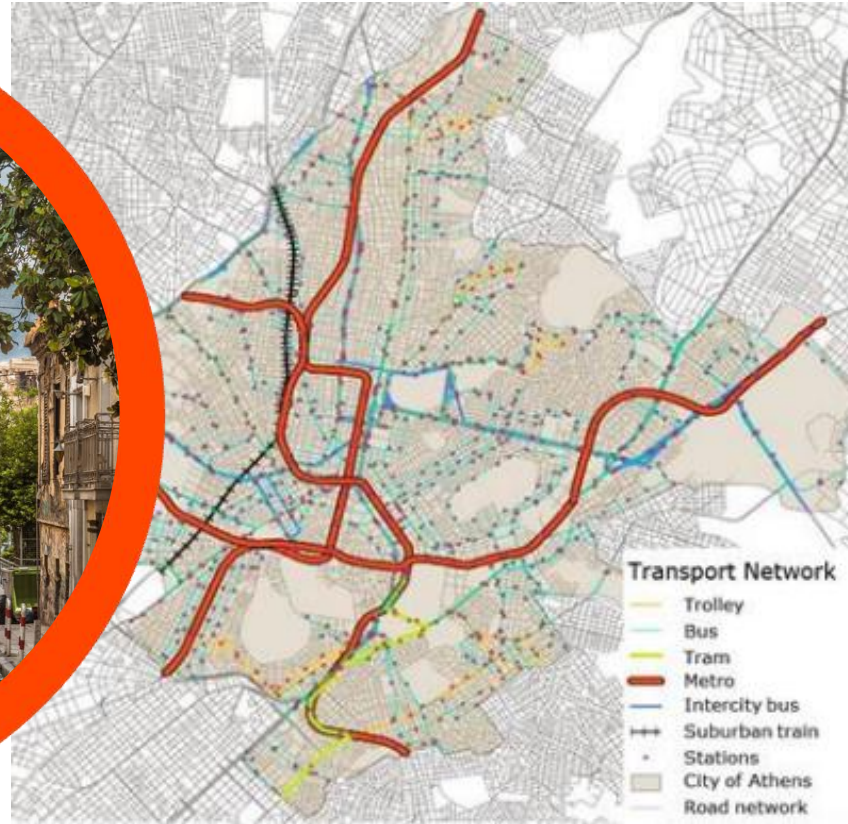 Transport Network
Trolley
Bus
Tram
Metro
Intercity bus
Suburban train
Stations
City of Athens
Road network